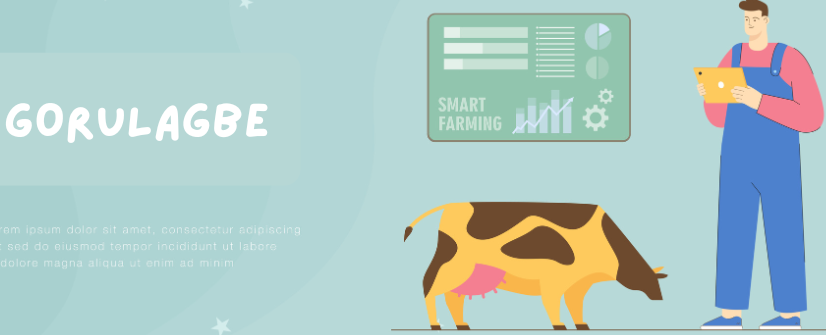 GORULAGBE
SMART
FARMING
rem ipsum dolor sit amet, consectetur adipiscing
sed do eiusmod tempor incididunt ut labore
dolore magna aliqua ut enim ad minim